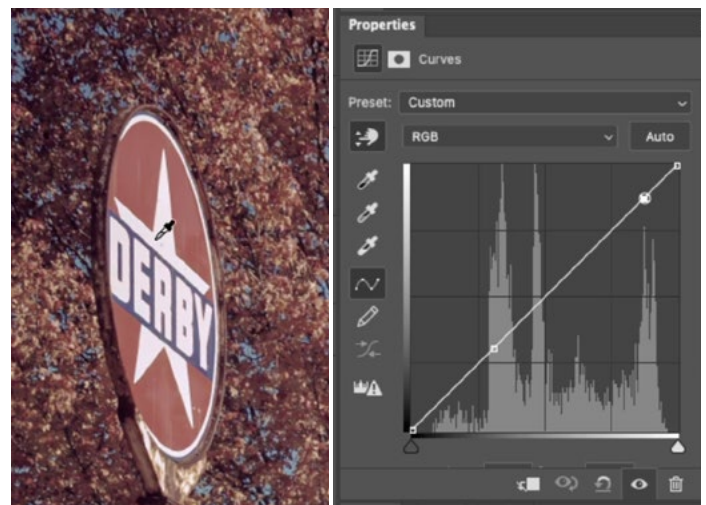 DERBY
Properties
Curves
Preset: Custom
RGB Auto